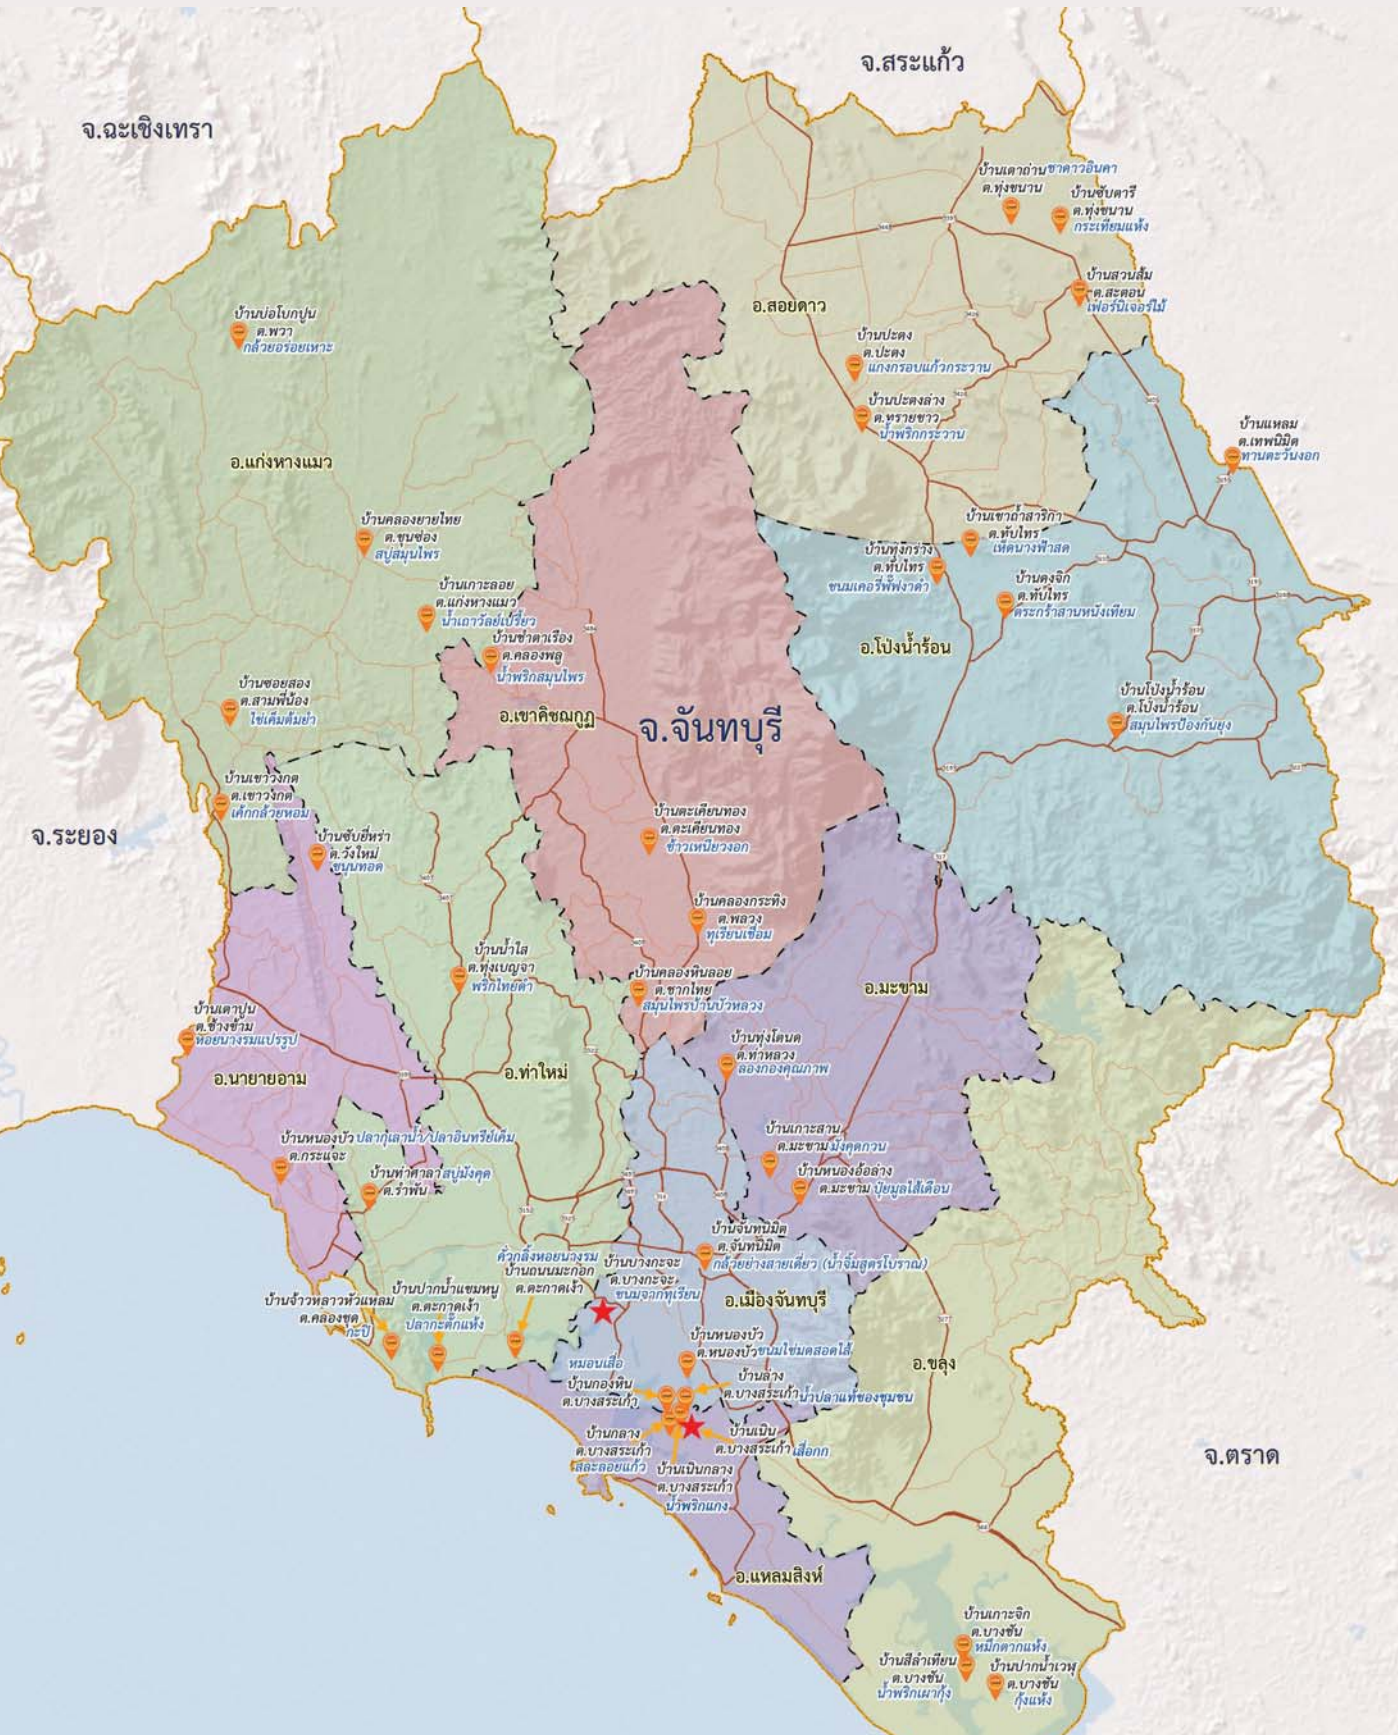 จ.สระแก้ว
จ.ฉะเชิงเทรา
บ้านเตาถ่าน ชาดาวอินคา
ต.ทุ่งขนาน
บ้านซับตารี
ต.ทุ่งขนาน
กระเทียมแห้ง
บ้านสวนส้ม
ต.สะตอน
เฟอร์นิเจอร์ไม้
อ.สอยดาว
บ้านบ่อโบกปูน
ต.พวา
กล้วยอร่อยเหาะ
บ้านปะตง
ต.ปะตง
แกงกรอบแก้วกระวาน
บ้านปะตงล่าง
ต.ทรายขาว
น้ำพริกกระวาน
บ้านแหลม
ต.เทพนิมิต
ทานตะวันงอก
อ.แก่งหางแมว
บ้านคลองยายไทย
ต.ขุนซ่อง
สบู่สมุนไพร
บ้านเขาถ้ำสาริกา
ต.ทับไทร
เห็ดนางฟ้าสด
บ้านทุ่งกร่าง
ต.ทับไทร
ขนมเคอรี่พัฟงาดำ
บ้านดุงจิก
ต.ทับไทร
ตระกร้าสานหนังเทียม
บ้านเกาะลอย
ต.แก่งหางแมว
น้ำเถาวัลย์เปรี้ยว
บ้านชำตาเรือง
ต.คลองพลู
น้ำพริกสมุนไพร
อ.โป่งน้ำร้อน
บ้านซอยสอง
ต.สามพี่น้อง
ไข่เค็มต้มยำ
บ้านโป่งน้ำร้อน
ต.โป่งน้ำร้อน
สมุนไพรป้องกันยุง
อ.เขาคิชฌกูฏ
จ.จันทบุรี
บ้านเขาวงกต
ต.เขาวงกต
เค้กกล้วยหอม
จ.ระยอง
บ้านซับยี่หร่า
ต.วังใหม่
ขนุนทอด
บ้านตะเคียนทอง
ต.ตะเคียนทอง
ข้าวเหนียวงอก
บ้านคลองกระทิง
ต.พลวง
ทุเรียนเชื่อม
บ้านน้ำใส
ต.ทุ่งเบญจา
พริกไทยดำ
บ้านคลองหินลอย
ต.ชากไทย
สมุนไพรบ้านบัวหลวง
อ.มะขาม
บ้านเตาปูน
ต.ช้างข้าม
หอยนางรมแปรรูป
บ้านทุ่งโตนด
ต.ท่าหลวง
ลองกองคุณภาพ
อ.นายายอาม
อ.ท่าใหม่
บ้านหนองบัว ปลากุเลาน้ำ/ปลาอินทรีย์เค็ม
ต.กระแจะ
บ้านท่าศาลา สบู่มังคุด
ต.รำพัน
บ้านเกาะสาน
ต.มะขาม มังคุดกวน
บ้านหนองอ้อล่าง
ต.มะขาม ปุ๋ยมูลไส้เดือน
บ้านจันทนิมิต
ต.จันทนิมิต
กล้วยย่างสายเดี่ยว (น้ำจิ้มสูตรโบราณ)
คั่วกลิ้งหอยนางรม
บ้านถนนมะกอก
ต.ตะกาดเง้า
บ้านบางกะจะ
ต.บางกะจะ
ขนมจากทุเรียน
อ.เมืองจันทบุรี
บ้านปากน้ำแขมหนู
ต.ตะกาดเง้า
ปลากะตักแห้ง
บ้านจ้าวหลาวหัวแหลม
ต.คลองขุด
กะปิ
บ้านหนองบัว
ต.หนองบัว ขนมไข่มดสอดไส้
อ.ขลุง
หมอนเสื่อ
บ้านกองหิน
ต.บางสระเก้า
บ้านล่าง
ต.บางสระเก้า น้ำปลาแท้ของชุมชน
บ้านกลาง
ต.บางสระเก้า
สละลอยแก้ว
บ้านเนิน
ต.บางสระเก้า เสื่อกก
บ้านเนินกลาง
ต.บางสระเก้า
น้ำพริกแกง
จ.ตราด
อ.แหลมสิงห์
บ้านเกาะจิก
ต.บางชัน
หมึกตากแห้ง
บ้านสีลำเทียน
ต.บางชัน
น้ำพริกเผากุ้ง
บ้านปากน้ำเวฬุ
ต.บางชัน
กุ้งแห้ง